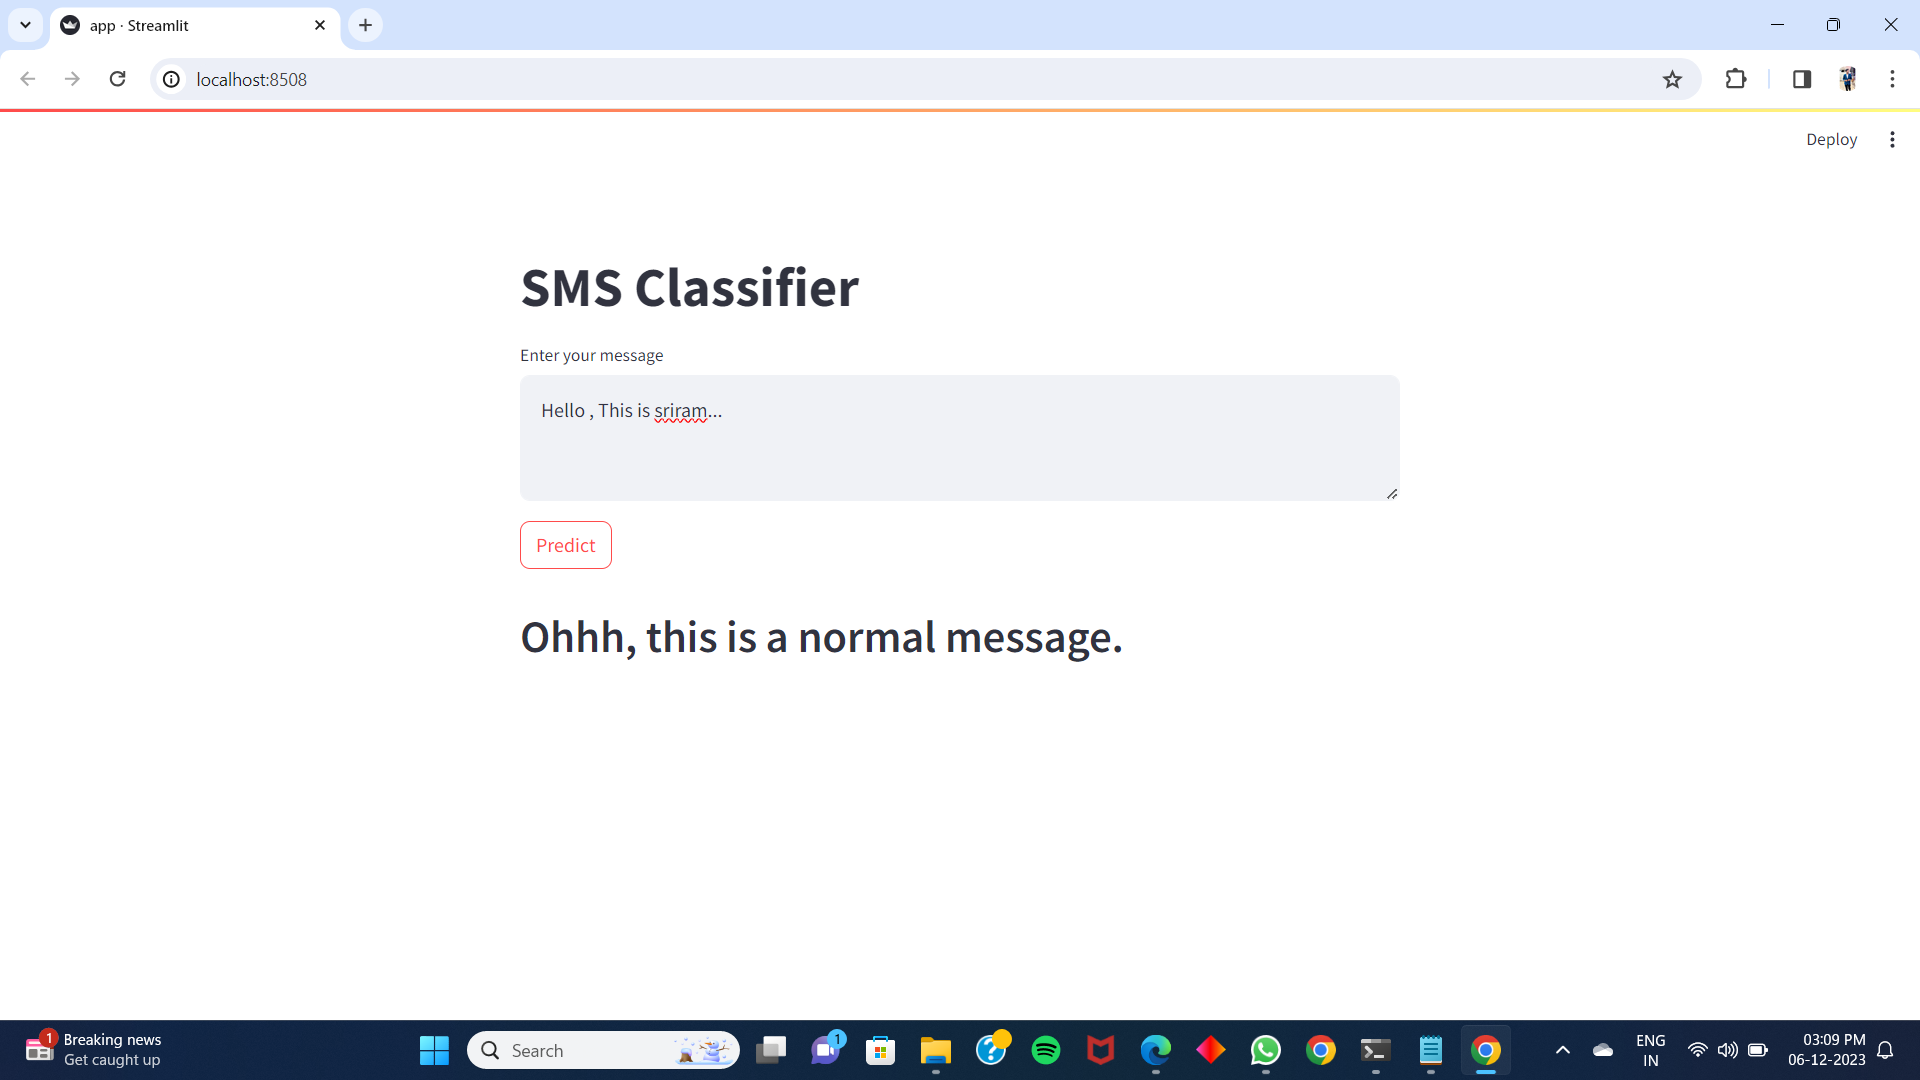 app · Streamlit
localhost:8508
Deploy
SMS Classifier
Enter your message
Hello , This is sriram...
Predict
Ohhh, this is a normal message.
1
Breaking news
Get caught up
Search
1
ENG
IN
03:09 PM
06-12-2023